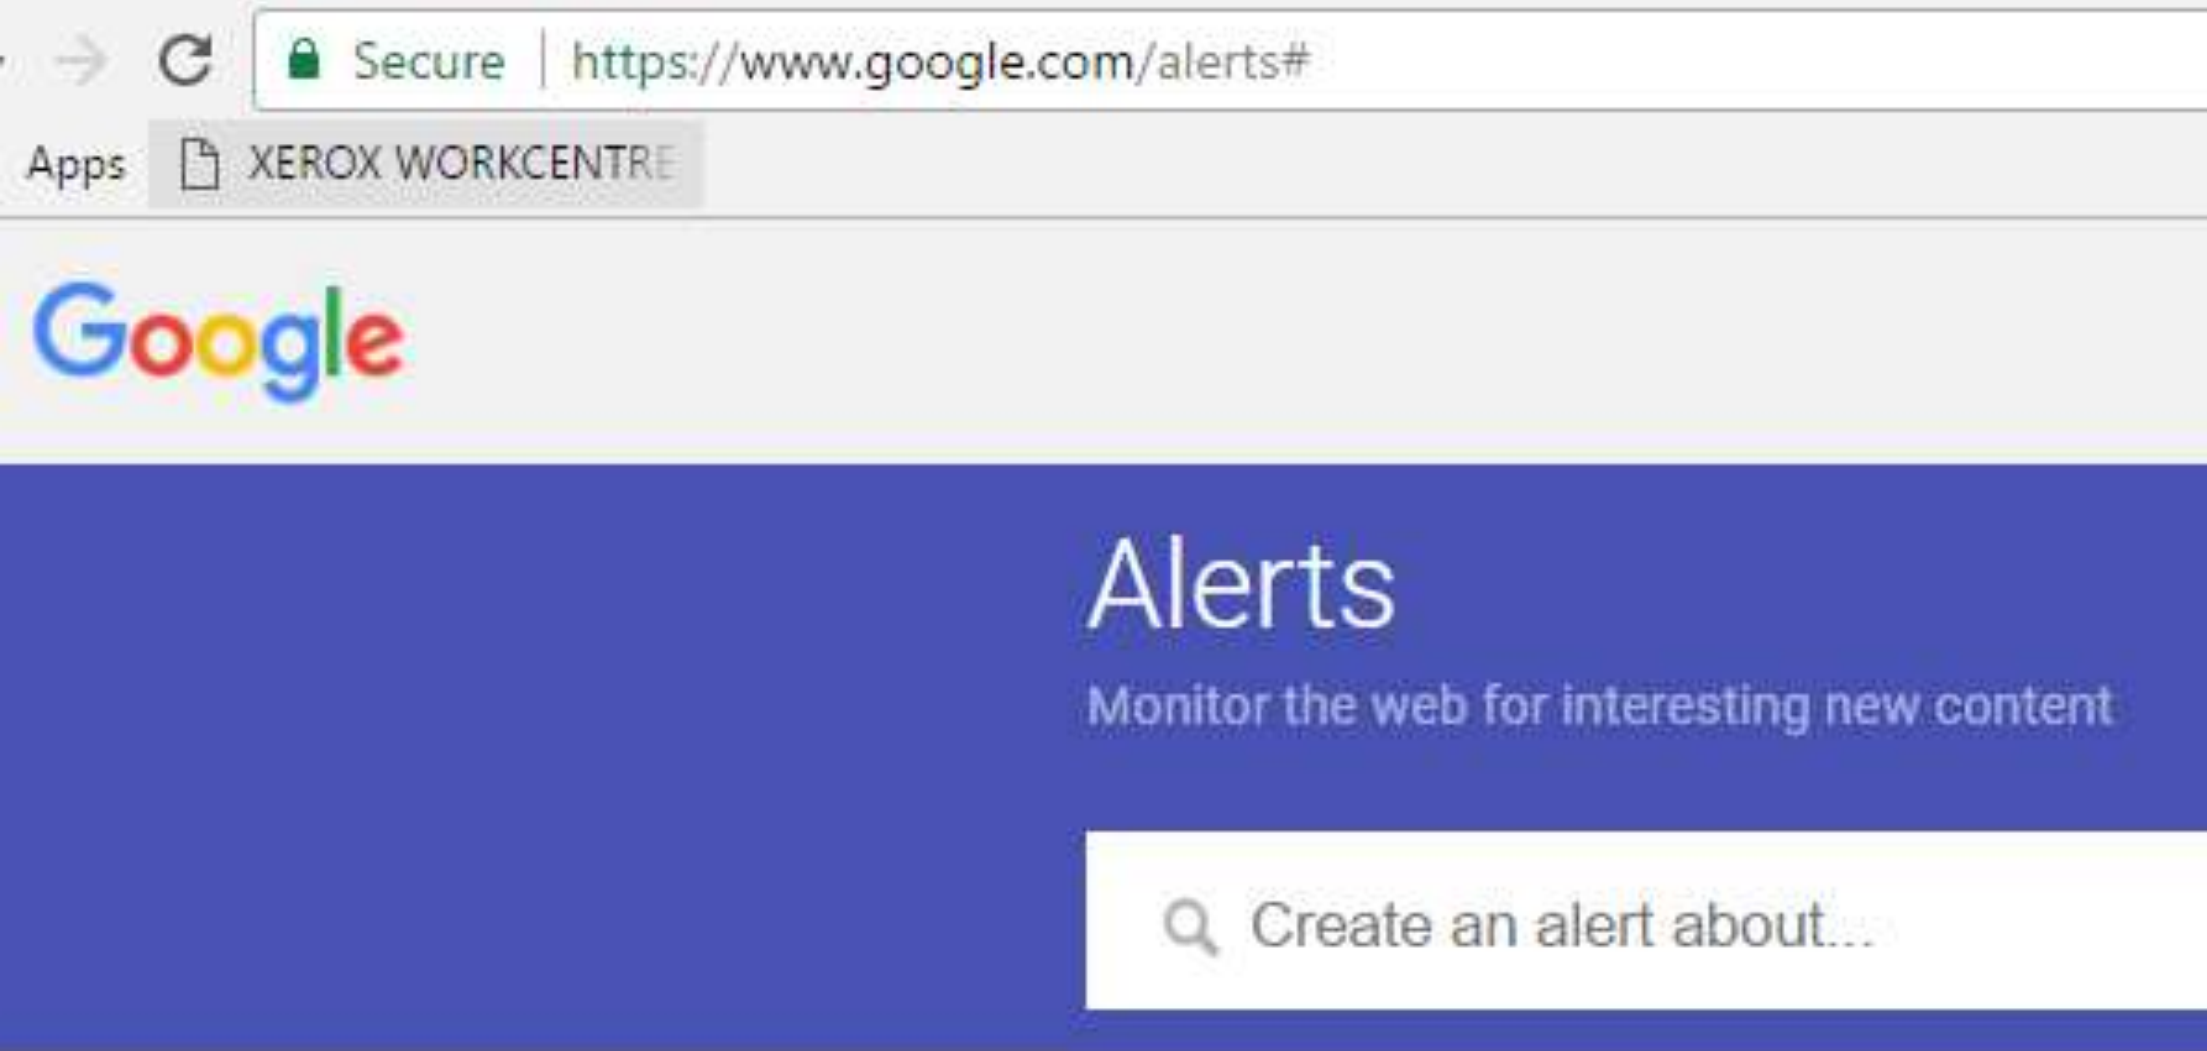 Secure https://www.google.com/alerts#
Apps XEROX WORKCENTRE
Google
Alerts
Monitor the web for interesting new content
Create an alert about...